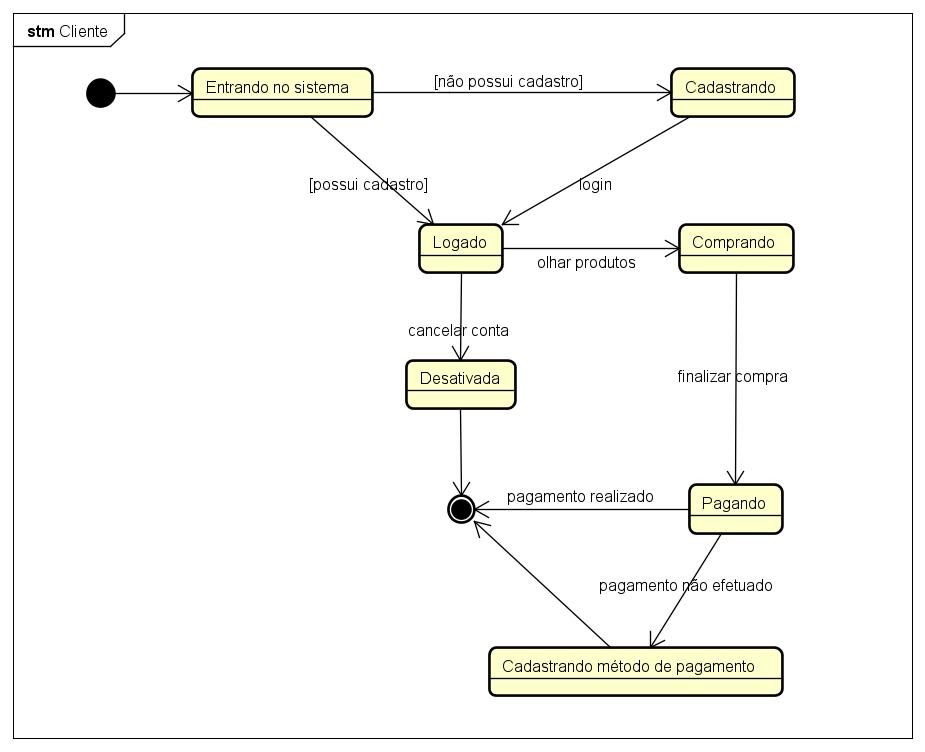 stm Cliente
Entrando no sistema
[não possui cadastro]
Cadastrando
[possui cadastro]
login
Logado
olhar produtos
Comprando
cancelar conta
Desativada
finalizar compra
pagamento realizado
Pagando
pagamento não efetuado
Cadastrando método de pagamento